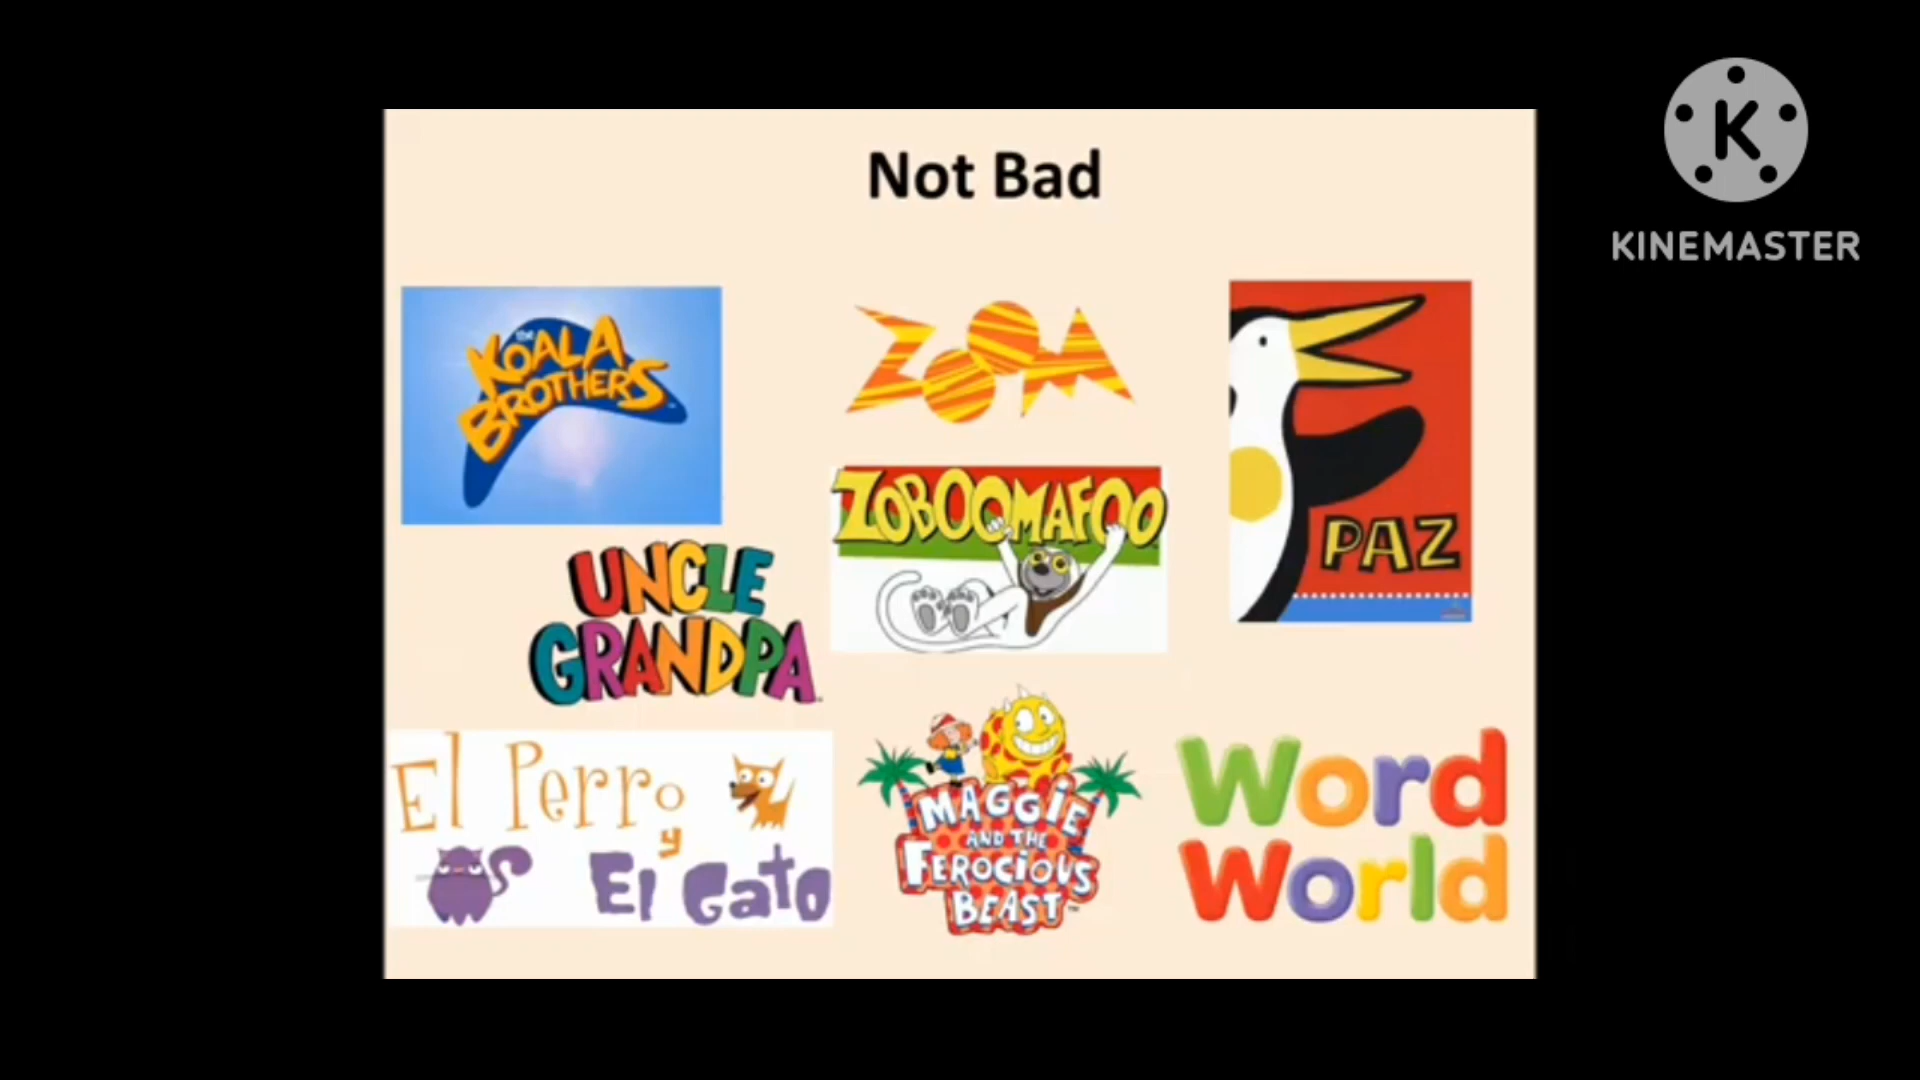 Not Bad
K
KINEMASTER
the
KOALA
BROTHERS
ZOOM
PAZ
ZOBOOMAFOO
UNCLE
GRANDPA
El Perro
y
El Gato
MAGGIE
AND THE
FEROCIOUS
BEAST
Word
World